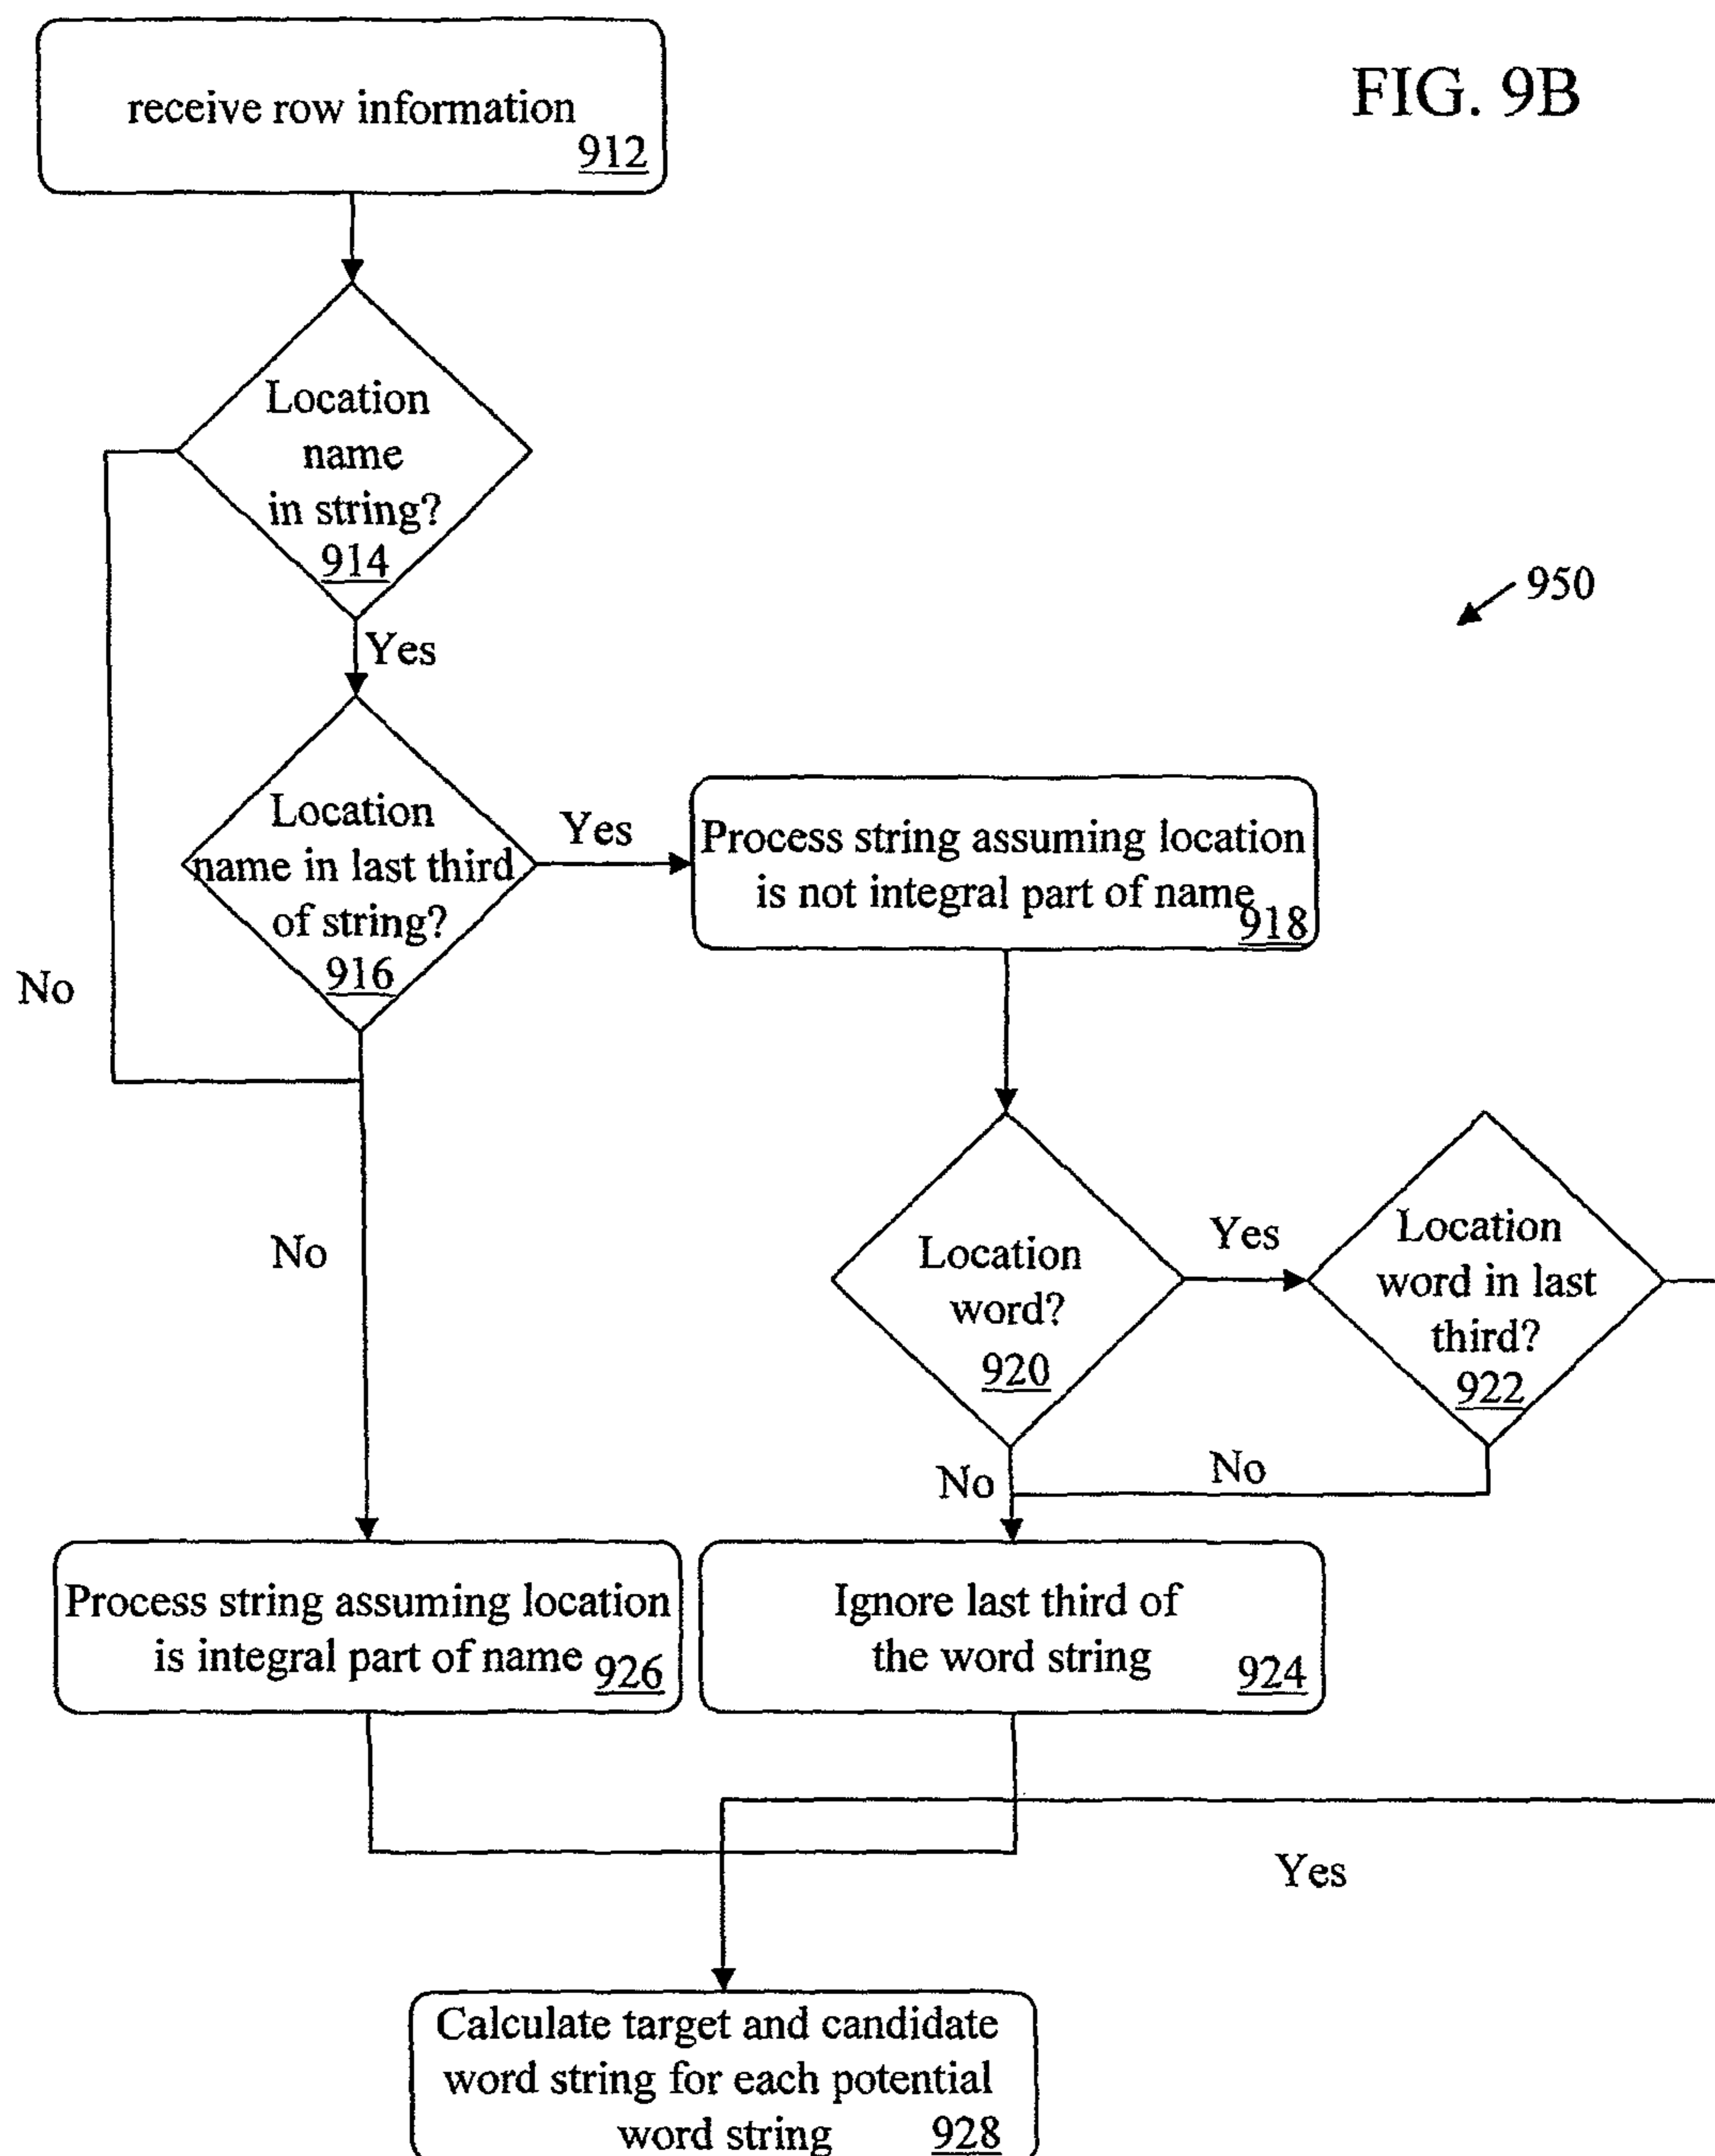 FIG. 9B
receive row information
912
Location
name
in string?
914
950
Yes
Location
name in last third
of string?
916
Yes
Process string assuming location
is not integral part of name
918
No
No
Location
word?
920
Yes
Location
word in last
third?
922
No
No
Process string assuming location
is integral part of name 926
Ignore last third of
the word string
924
Yes
Calculate target and candidate
word string for each potential
word string 928